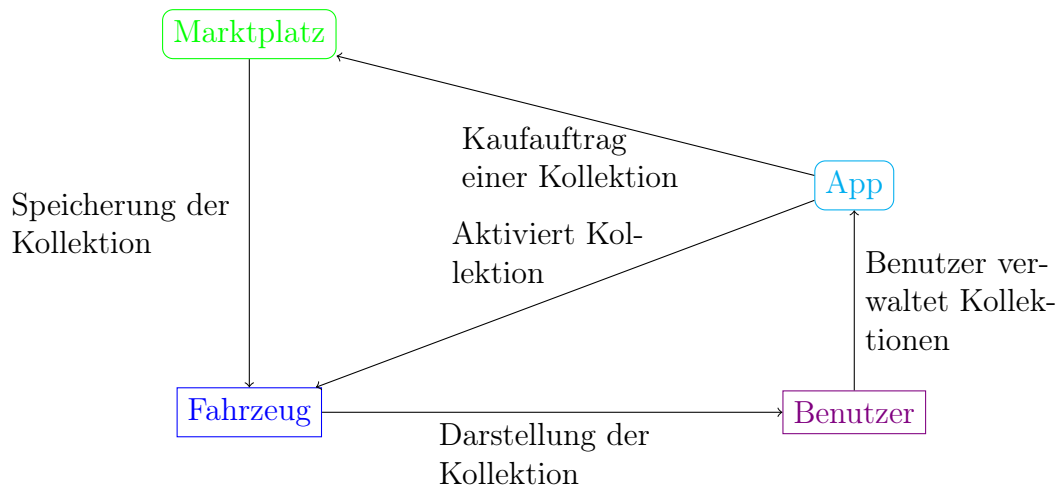 Marktplatz
Kaufauftrag
einer Kollektion
App
Speicherung der
Kollektion
Aktiviert Kol-
lektion
Benutzer ver-
waltet Kollek-
tionen
Fahrzeug
Benutzer
Darstellung der
Kollektion